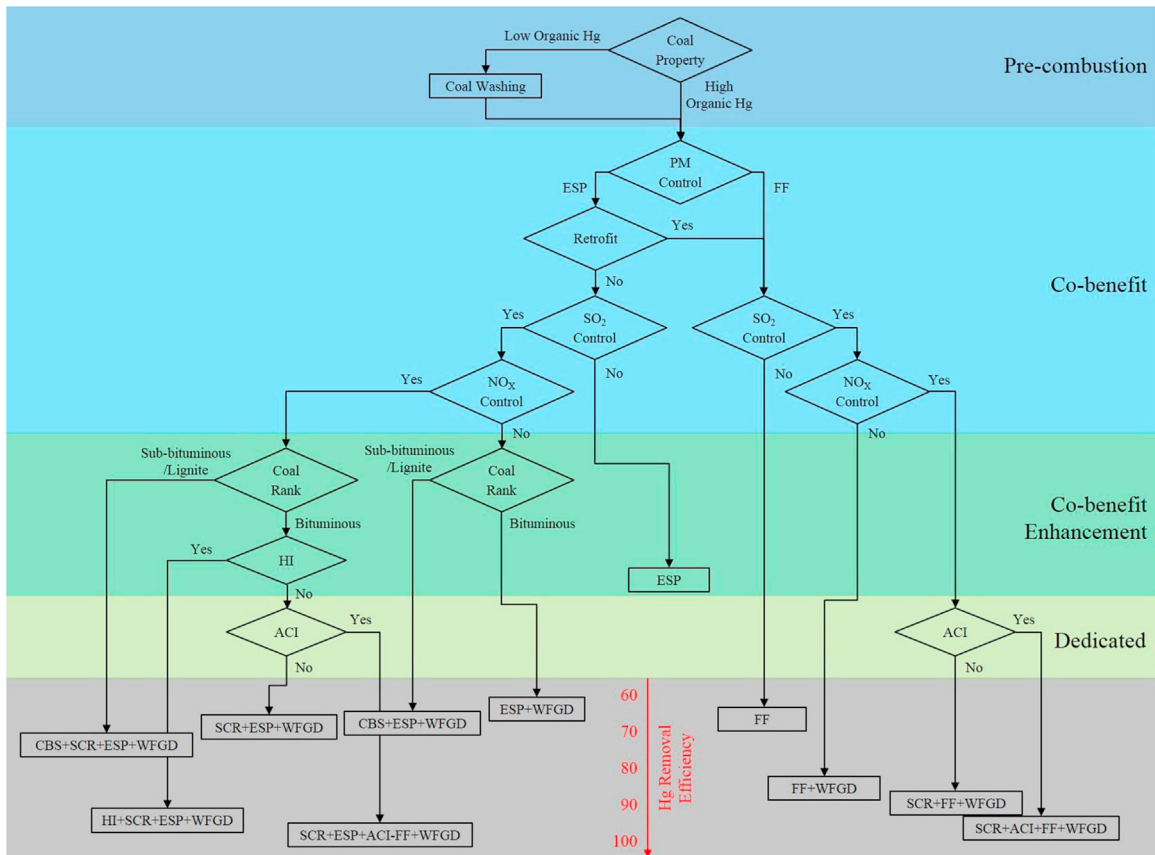 Low Organic Hg
Coal
Property
Pre-combustion
Coal Washing
High
Organic Hg
PM
Control
ESP
FF
Retrofit
Yes
No
Co-benefit
Yes
SO2
Control
SO2
Control
Yes
No
No
Yes
NOX
Control
NOX
Control
Yes
No
No
Sub-bituminous
/Lignite
Coal
Rank
Sub-bituminous
/Lignite
Coal
Rank
Bituminous
Bituminous
Co-benefit
Enhancement
Yes
HI
ESP
No
ACI
Yes
No
ACI
Yes
No
Dedicated
60
70
80
90
100
Hg Removal
Efficiency
ESP+WFGD
FF
SCR+ESP+WFGD
CBS+ESP+WFGD
CBS+SCR+ESP+WFGD
FF+WFGD
SCR+FF+WFGD
HI+SCR+ESP+WFGD
SCR+ESP+ACI-FF+WFGD
SCR+ACI+FF+WFGD